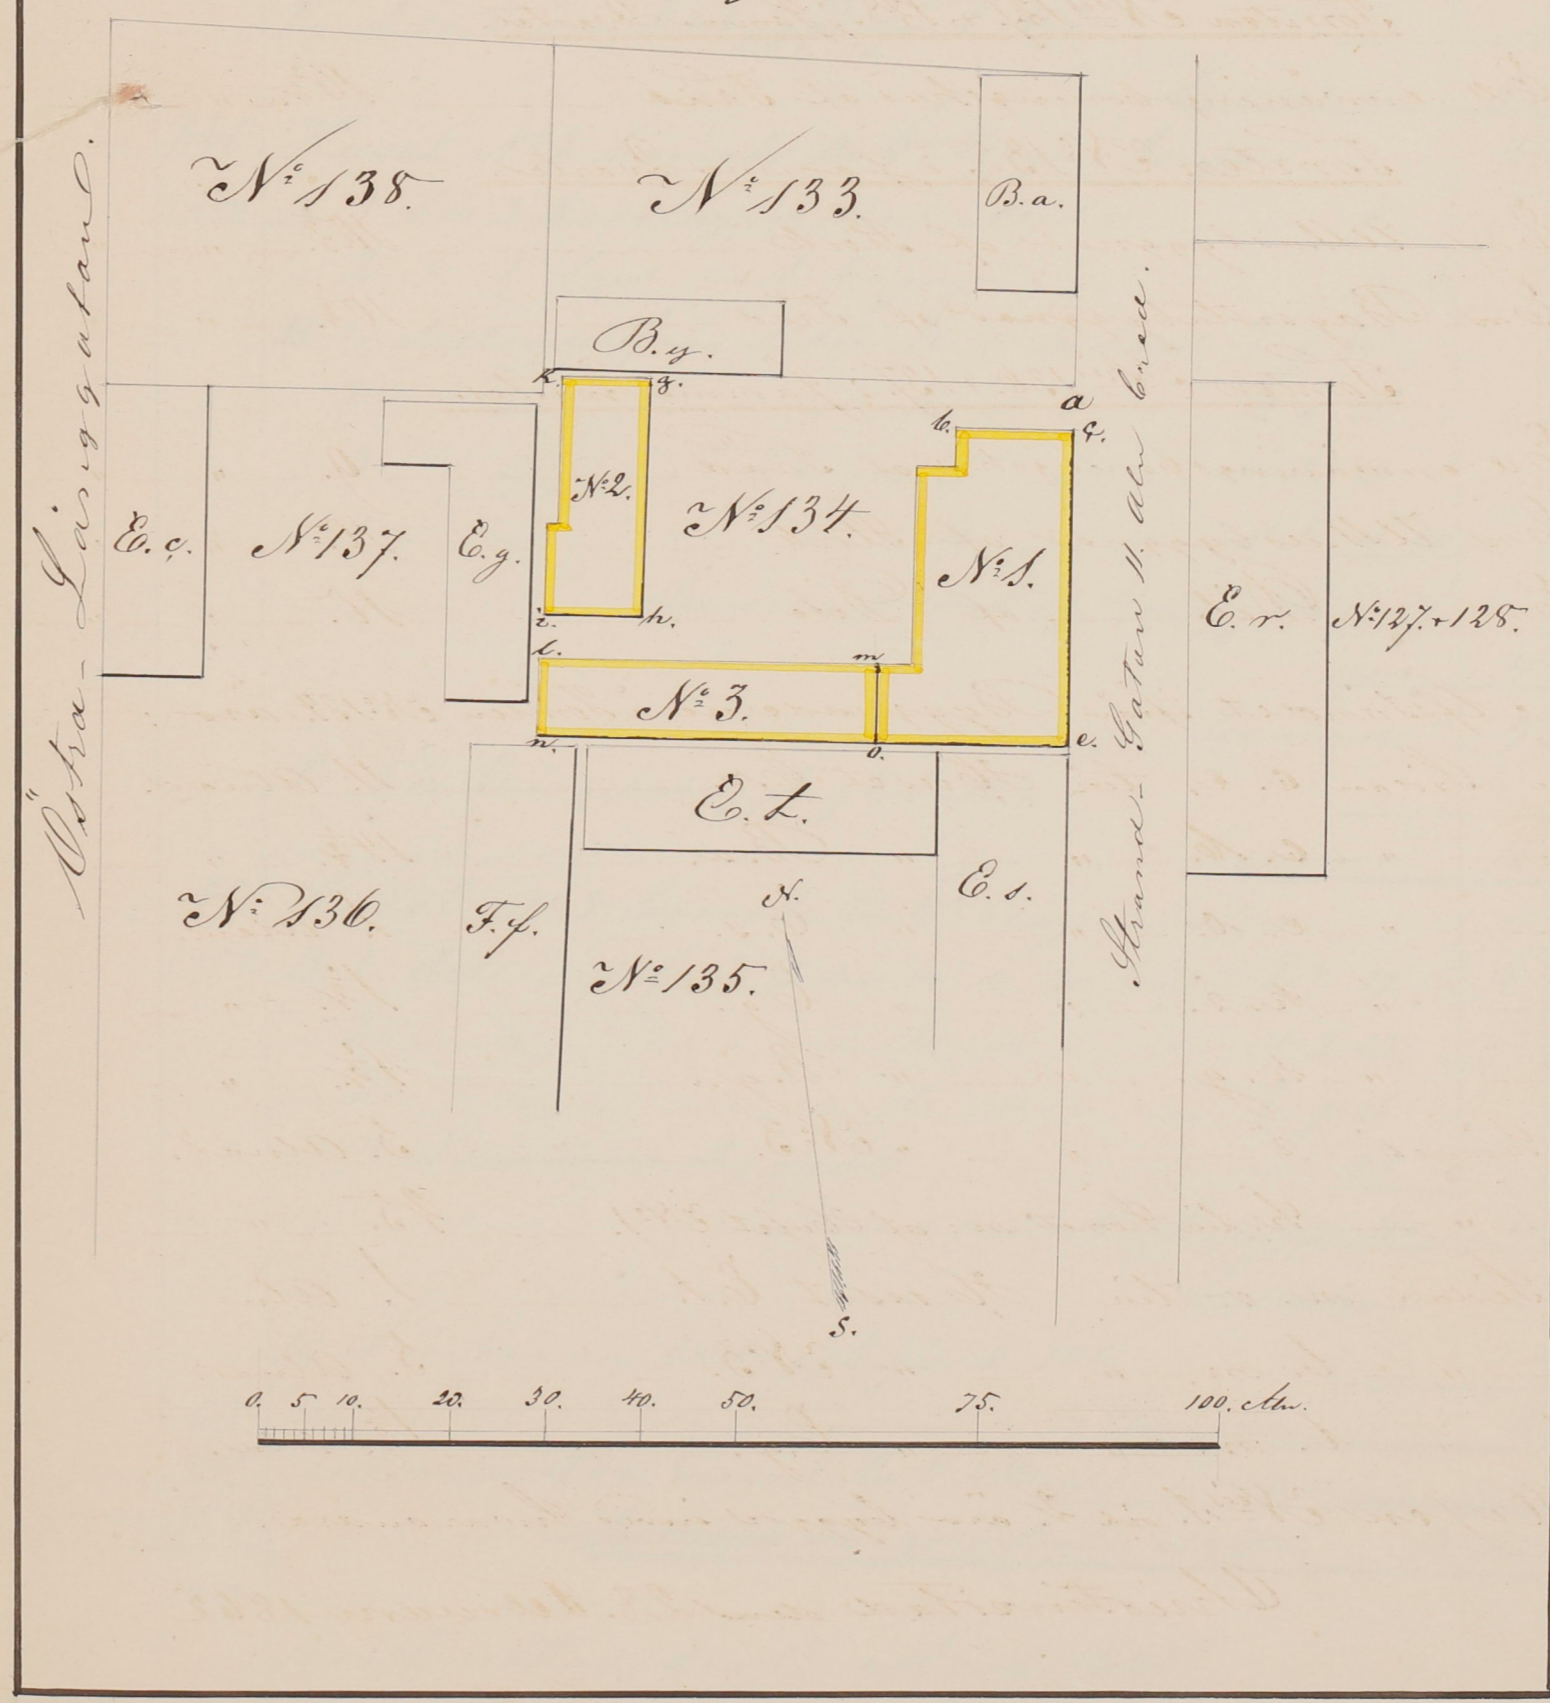 Nº 138.
Nº 133.
B. a.
B. y.
k.
g.
a
b.
c.
Nº 2.
Nº 134.
E. c.
Nº 137.
E. g.
Nº 1.
E. r.
Nº 127. + 128.
i.
h.
l.
m
Nº 3.
n.
o.
e.
E. t.
E. s.
Nº 136.
F. f.
N.
Nº 135.
S.
Östra-Långgatan
Strand-Gatan 11. Aln bred.
0. 5 10. 20. 30. 40. 50. 75. 100. Aln.